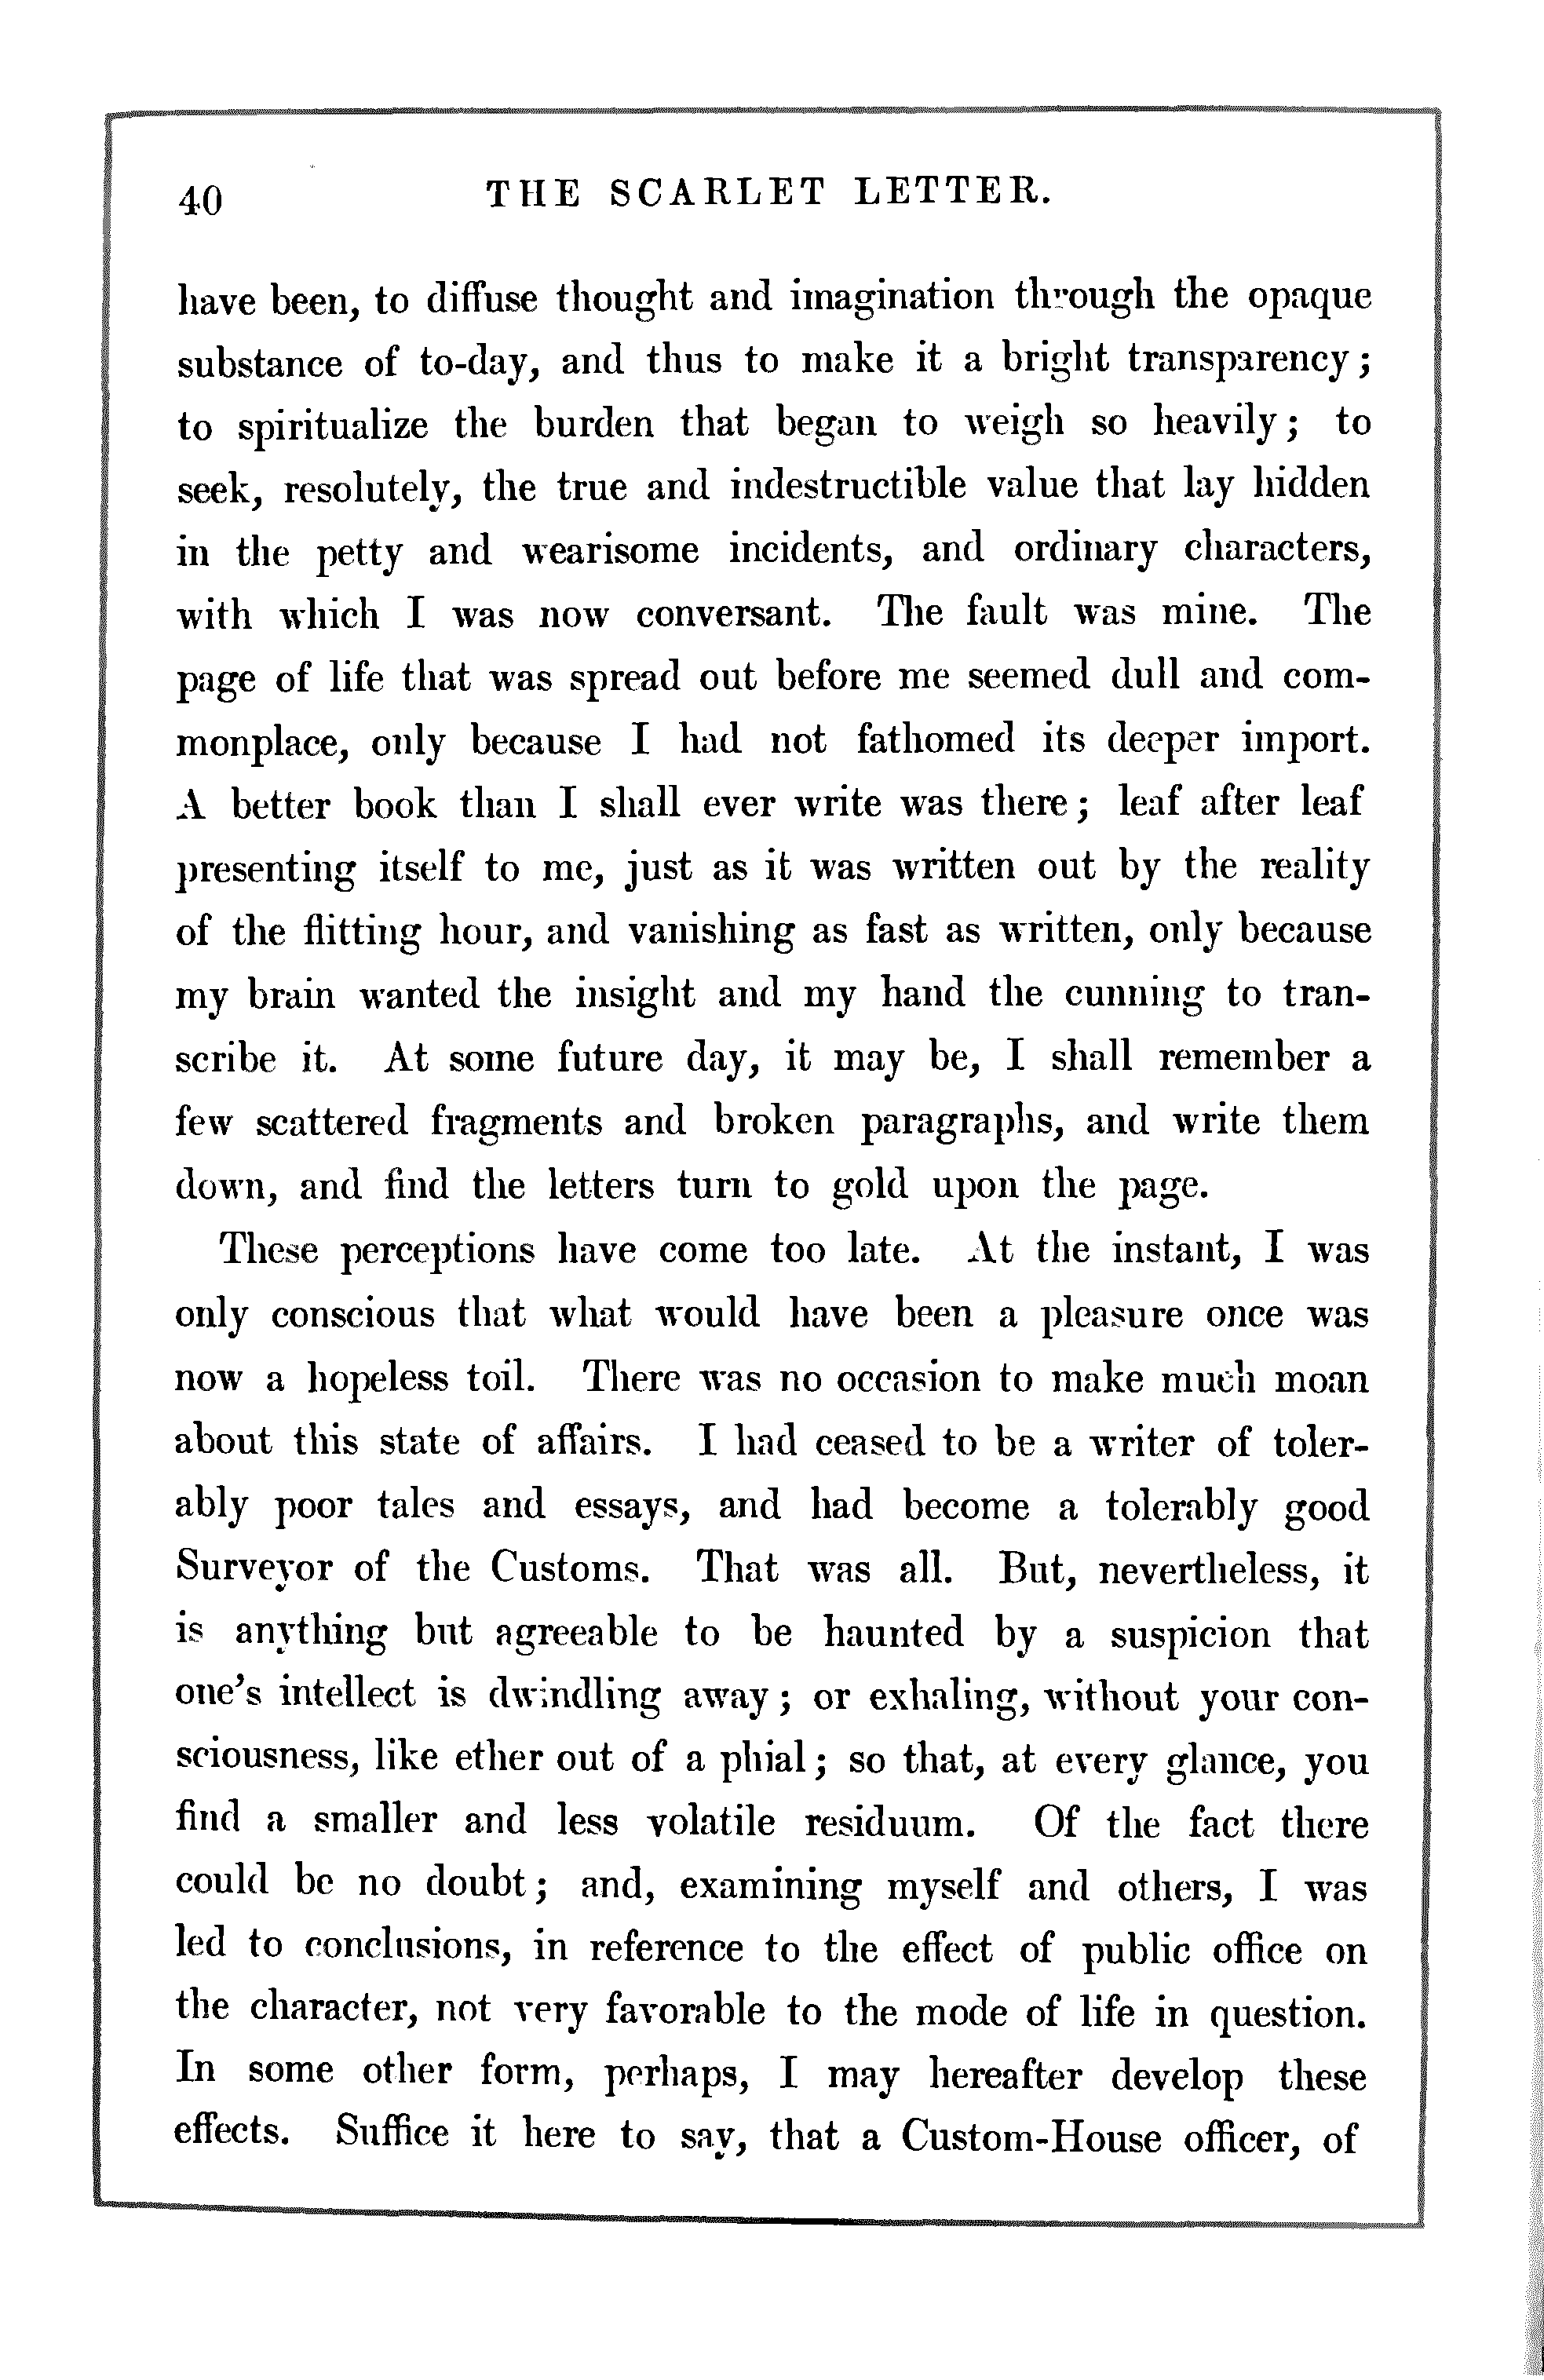 40 THE SCARLET LETTER.
have been, to diffuse thought and imagination through the opaque
substance of to-day, and thus to make it a bright transparency;
to spiritualize the burden that began to weigh so heavily; to
seek, resolutely, the true and indestructible value that lay hidden
in the petty and wearisome incidents, and ordinary characters,
with which I was now conversant. The fault was mine. The
page of life that was spread out before me seemed dull and com-
monplace, only because I had not fathomed its deeper import.
A better book than I shall ever write was there; leaf after leaf
presenting itself to me, just as it was written out by the reality
of the flitting hour, and vanishing as fast as written, only because
my brain wanted the insight and my hand the cunning to tran-
scribe it. At some future day, it may be, I shall remember a
few scattered fragments and broken paragraphs, and write them
down, and find the letters turn to gold upon the page.
These perceptions have come too late. At the instant, I was
only conscious that what would have been a pleasure once was
now a hopeless toil. There was no occasion to make much moan
about this state of affairs. I had ceased to be a writer of toler-
ably poor tales and essays, and had become a tolerably good
Surveyor of the Customs. That was all. But, nevertheless, it
is anything but agreeable to be haunted by a suspicion that
one's intellect is dwindling away; or exhaling, without your con-
sciousness, like ether out of a phial; so that, at every glance, you
find a smaller and less volatile residuum. Of the fact there
could be no doubt; and, examining myself and others, I was
led to conclusions, in reference to the effect of public office on
the character, not very favorable to the mode of life in question.
In some other form, perhaps, I may hereafter develop these
effects. Suffice it here to say, that a Custom-House officer, of